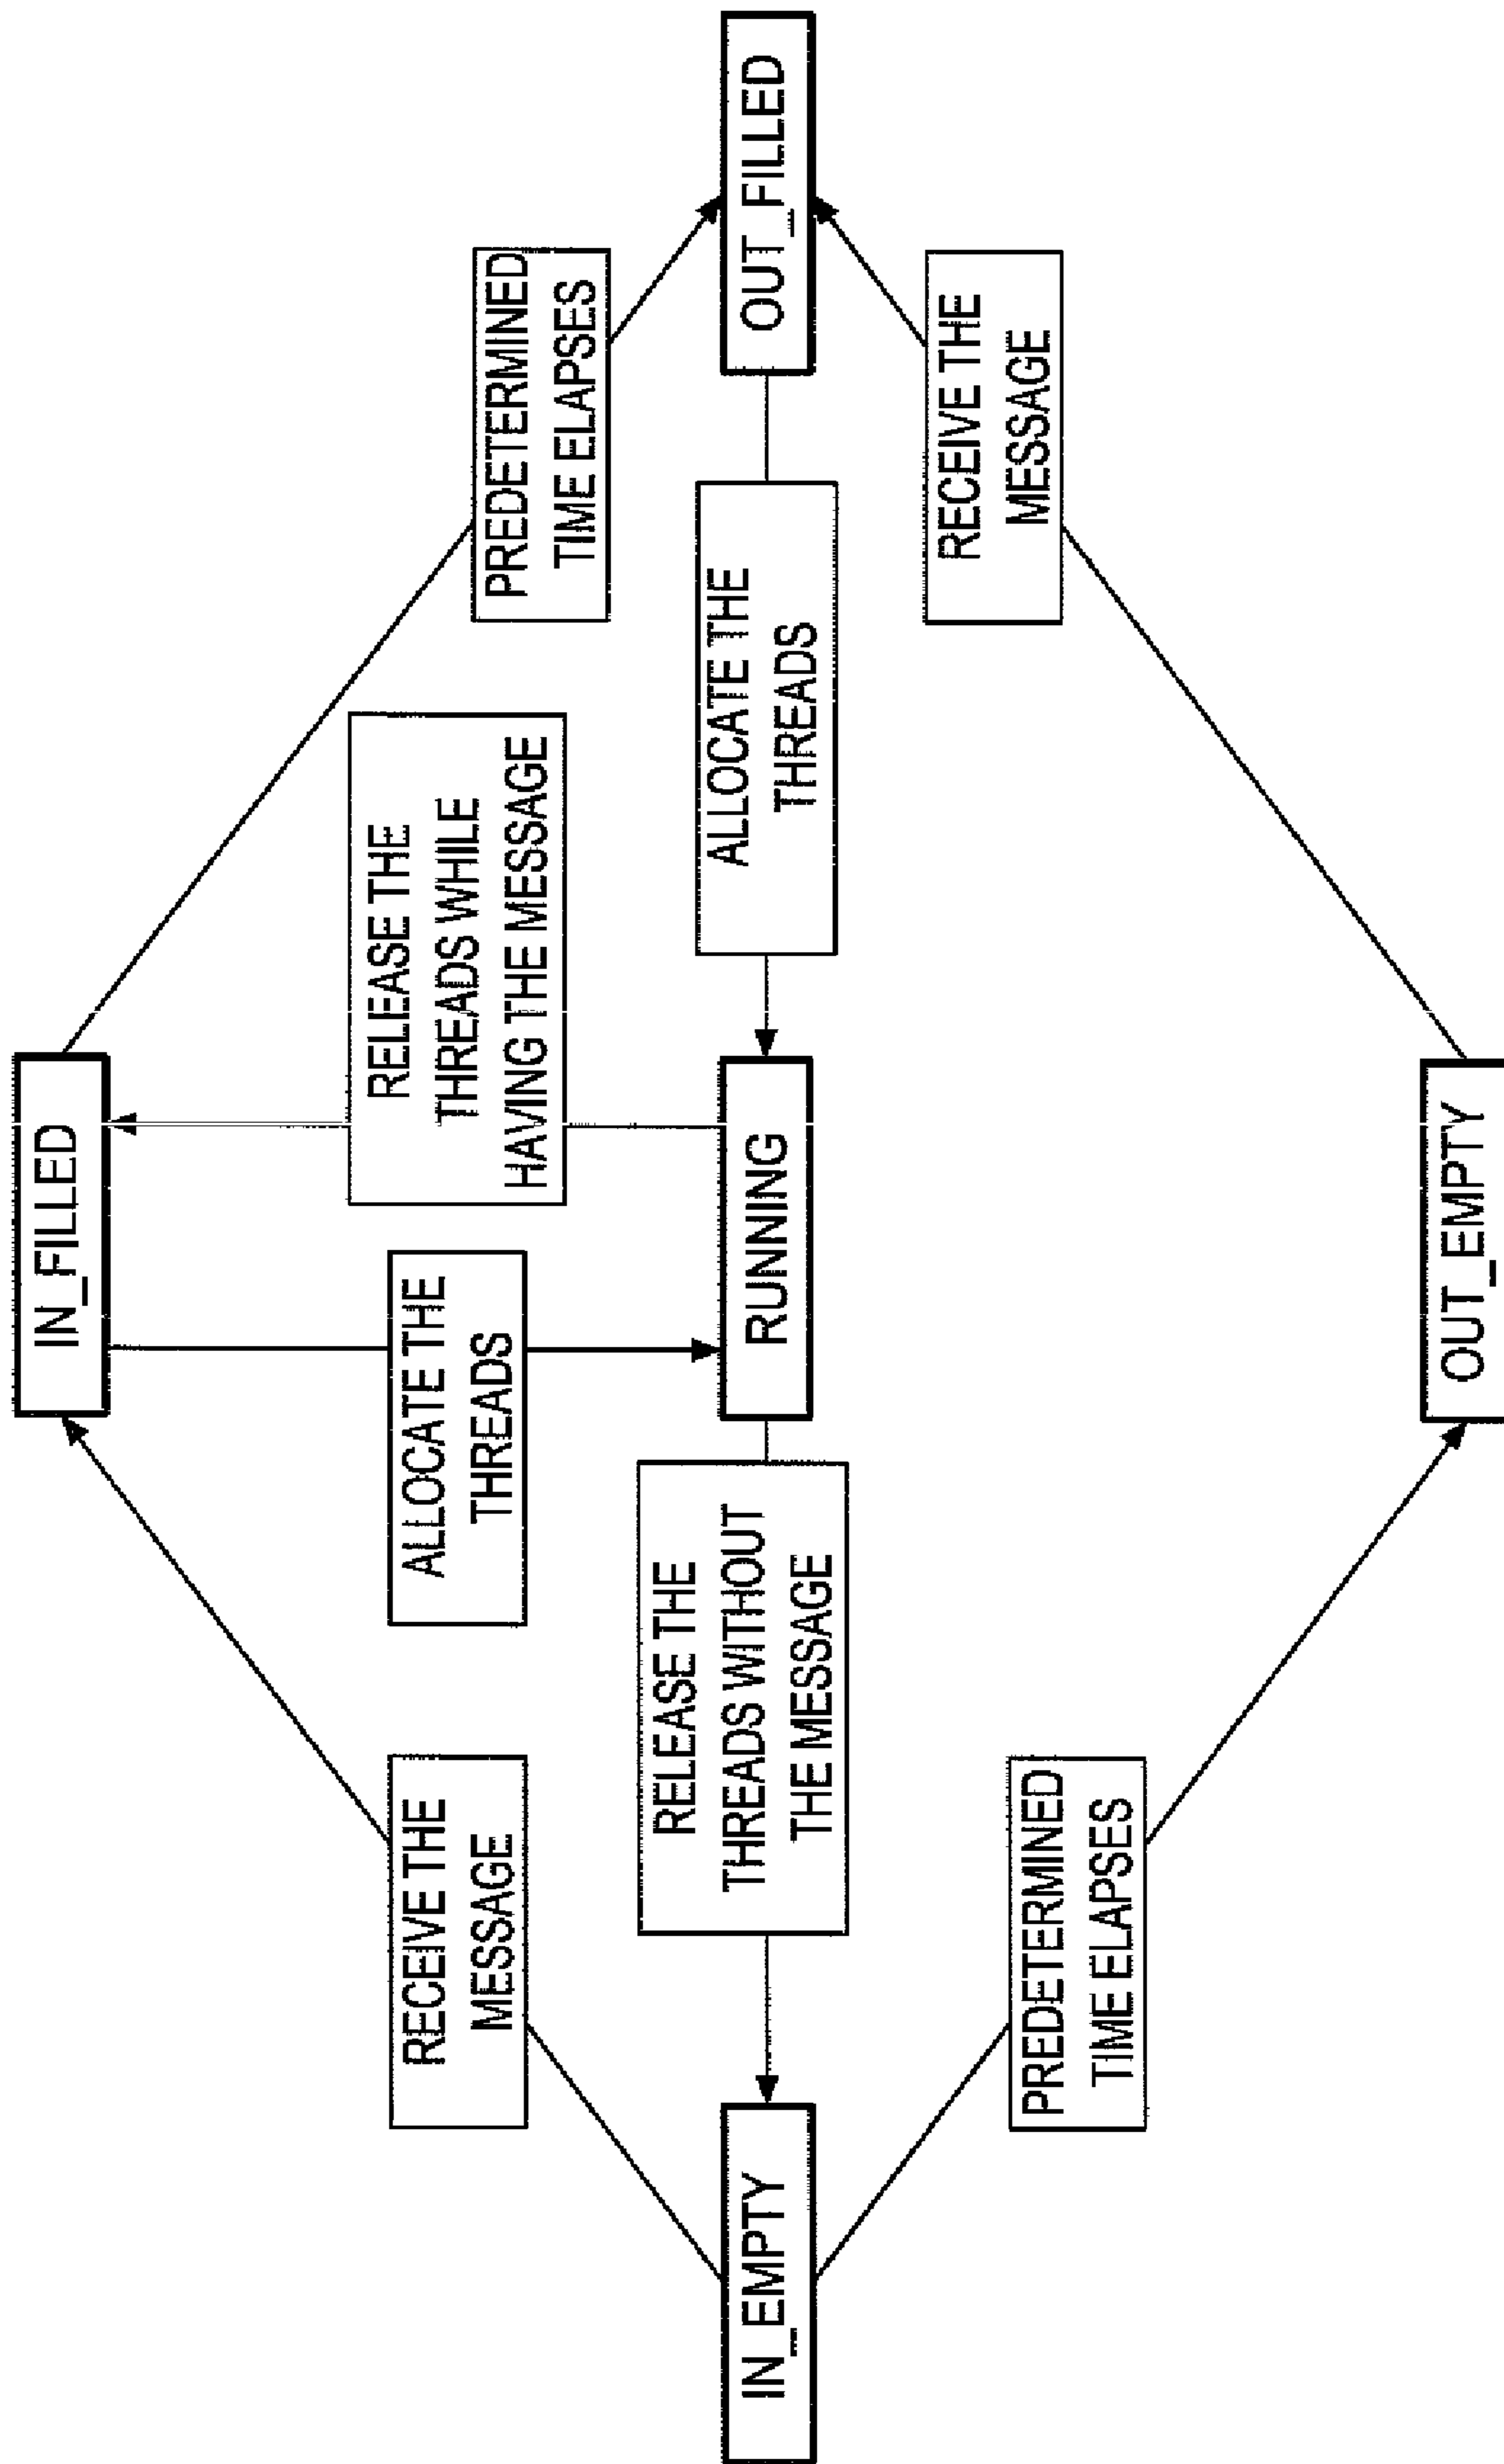 IN_FILLED
RECEIVE THE
MESSAGE
ALLOCATE THE
THREADS
RELEASE THE
THREADS WHILE
HAVING THE MESSAGE
PREDETERMINED
TIME ELAPSES
IN_EMPTY
RELEASE THE
THREADS WITHOUT
THE MESSAGE
RUNNING
ALLOCATE THE
THREADS
OUT_FILLED
PREDETERMINED
TIME ELAPSES
RECEIVE THE
MESSAGE
OUT_EMPTY